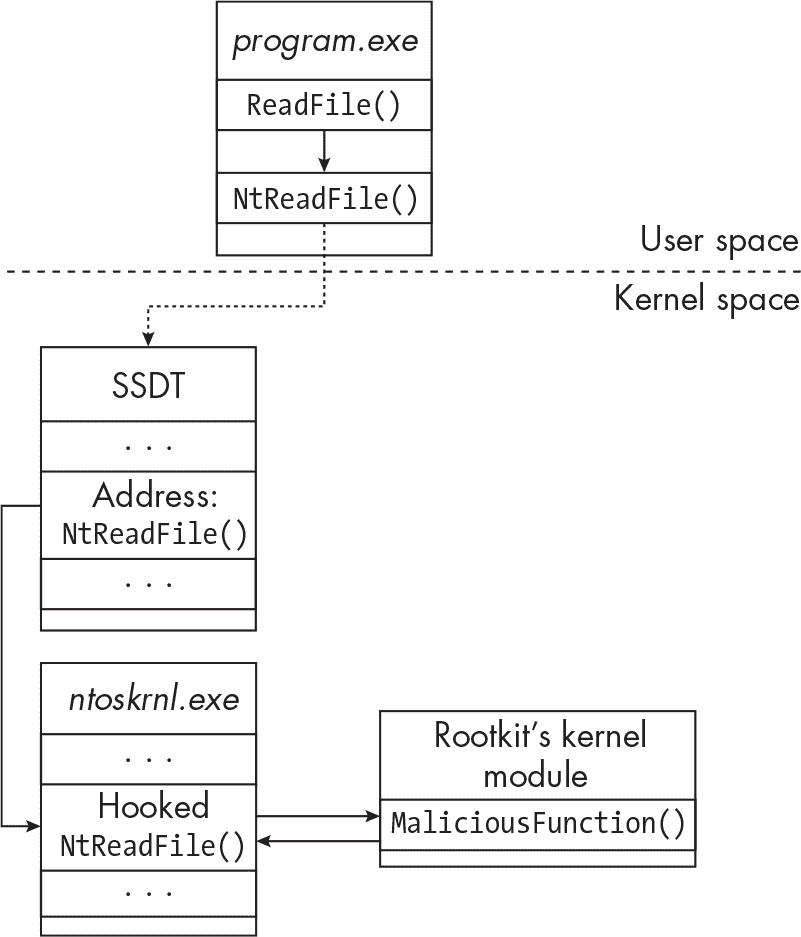 program.exe
ReadFile()
NtReadFile()
User space
Kernel space
SSDT
. . .
Address:
NtReadFile()
. . .
ntoskrnl.exe
. . .
Hooked
NtReadFile()
. . .
Rootkit’s kernel
module
MaliciousFunction()